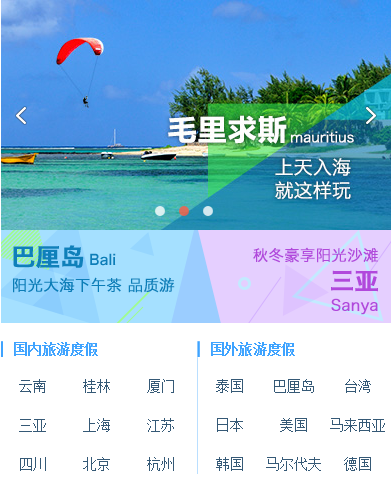 毛里求斯 mauritius
上天入海
就这样玩
巴厘岛 Bali
阳光大海下午茶 品质游
秋冬豪享阳光沙滩
三亚
Sanya
国内旅游度假
云南 桂林 厦门
三亚 上海 江苏
四川 北京 杭州
国外旅游度假
泰国 巴厘岛 台湾
日本 美国 马来西亚
韩国 马尔代夫 德国